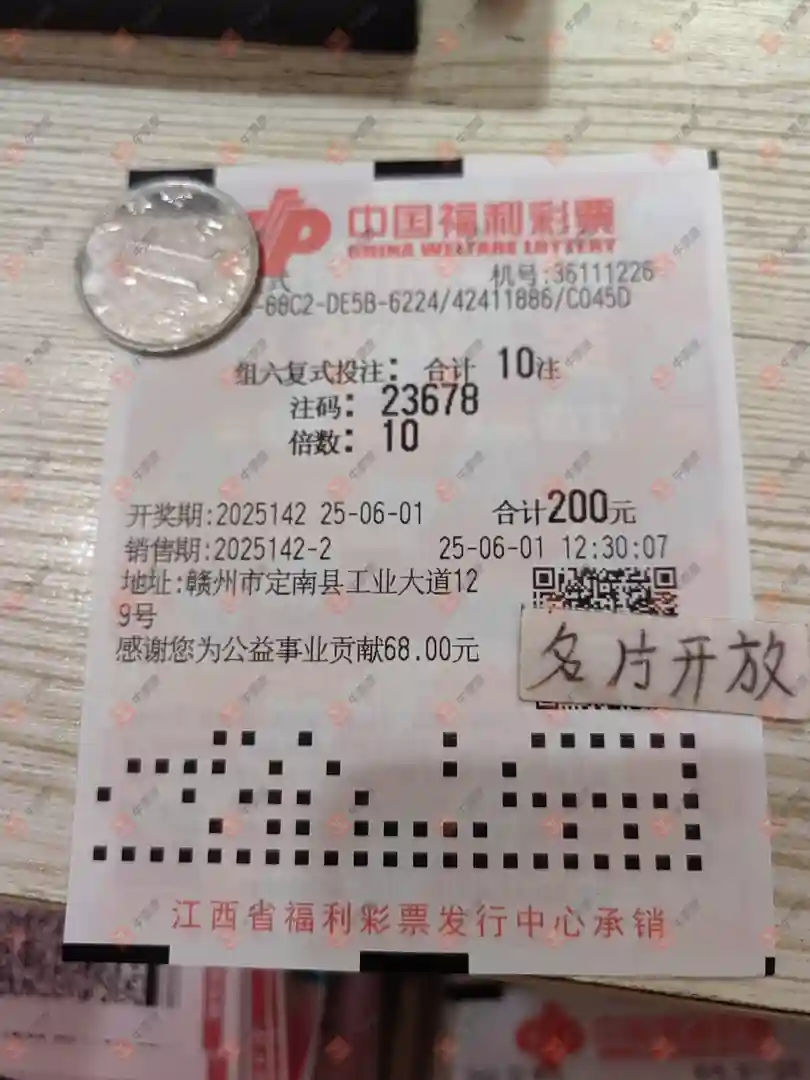 中国福利彩票
CHINA WELFARE LOTTERY
式 机号:36111226
-88C2-DE5B-6224/42411886/C045D
组六复式投注: 合计 10注
注码: 23678
倍数: 10
开奖期:2025142 25-06-01 合计200元
销售期:2025142-2 25-06-01 12:30:07
地址:赣州市定南县工业大道12
9号
感谢您为公益事业贡献68.00元
名片开放
江西省福利彩票发行中心承销